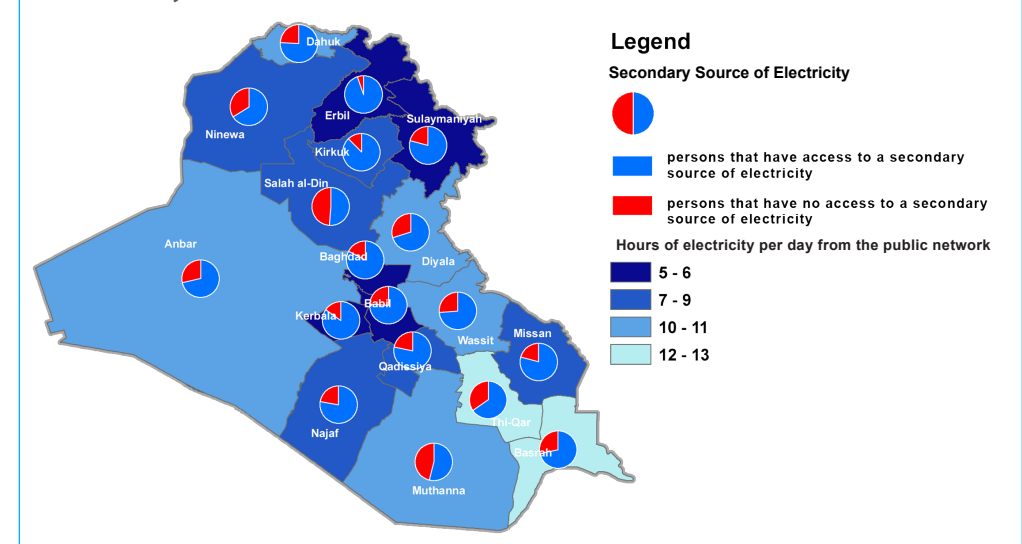 Dahuk
Ninewa
Erbil
Sulaymaniyah
Kirkuk
Salah al-Din
Anbar
Baghdad
Diyala
Babil
Kerbala
Wassit
Missan
Qadissiya
Thi-Qar
Najaf
Basrah
Muthanna
Legend
Secondary Source of Electricity
persons that have access to a secondary
source of electricity
persons that have no access to a secondary
source of electricity
Hours of electricity per day from the public network
5 - 6
7 - 9
10 - 11
12 - 13